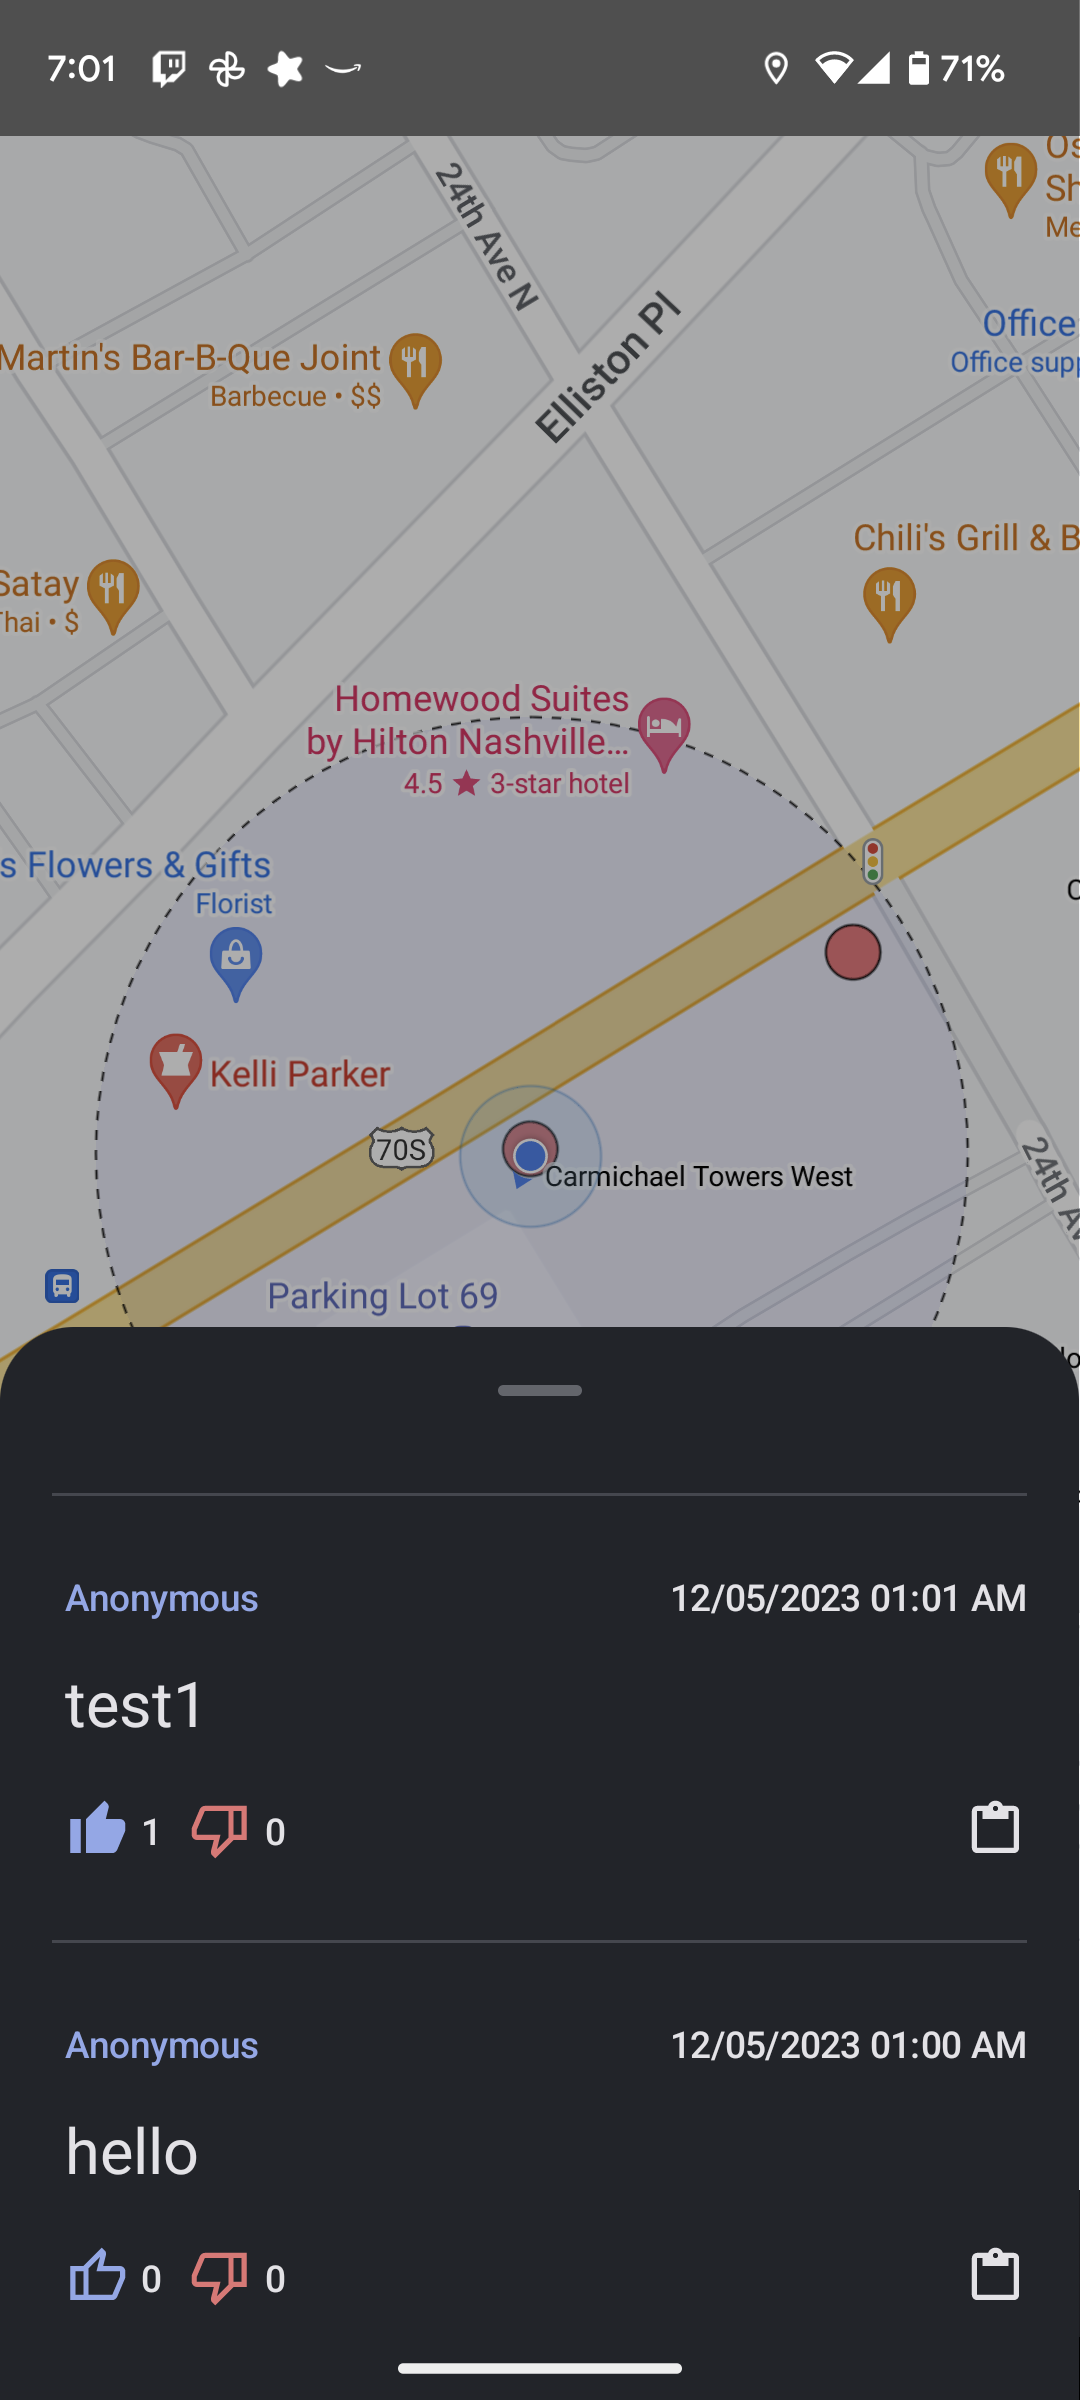 7:01
71%
24th Ave N
Elliston Pl
Os
Sh
Me
Office
Office supp
Martin's Bar-B-Que Joint
Barbecue • $$
Chili's Grill & B
Satay
Thai • $
Homewood Suites
by Hilton Nashville...
4.5 ★ 3-star hotel
s Flowers & Gifts
Florist
Kelli Parker
70S
Carmichael Towers West
24th Av
Parking Lot 69
Anonymous
12/05/2023 01:01 AM
test1
1
0
Anonymous
12/05/2023 01:00 AM
hello
0
0